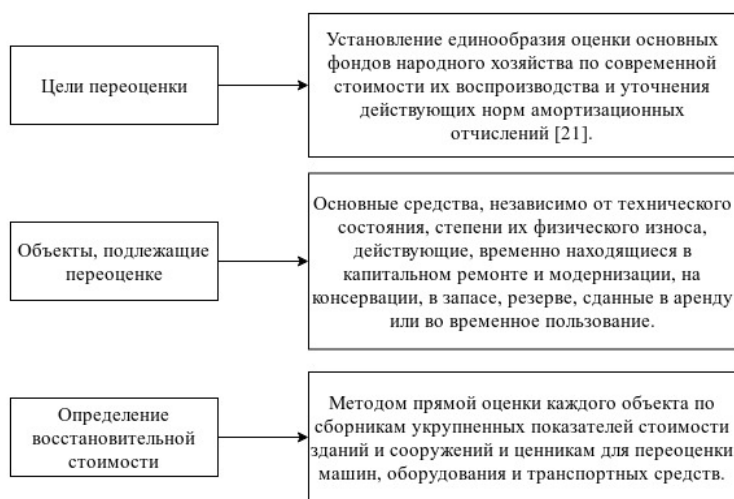 Цели переоценки
Установление единообразия оценки основных
фондов народного хозяйства по современной
стоимости их воспроизводства и уточнения
действующих норм амортизационных
отчислений [21].
Объекты, подлежащие
переоценке
Основные средства, независимо от технического
состояния, степени их физического износа,
действующие, временно находящиеся в
капитальном ремонте и модернизации, на
консервации, в запасе, резерве, сданные в аренду
или во временное пользование.
Определение
восстановительной
стоимости
Методом прямой оценки каждого объекта по
сборникам укрупненных показателей стоимости
зданий и сооружений и ценникам для переоценки
машин, оборудования и транспортных средств.